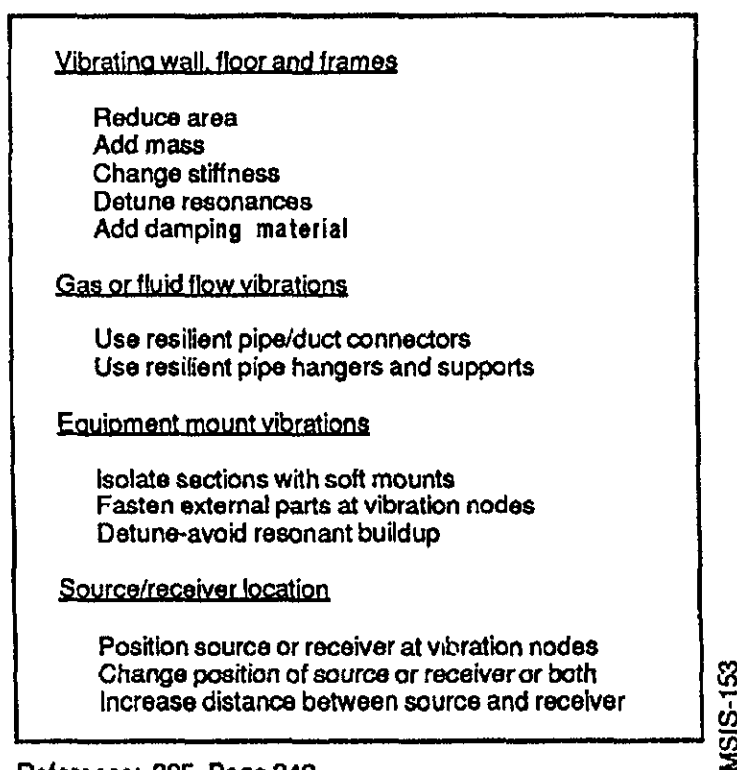 Vibrating wall, floor and frames
Reduce area
Add mass
Change stiffness
Detune resonances
Add damping material
Gas or fluid flow vibrations
Use resilient pipe/duct connectors
Use resilient pipe hangers and supports
Equipment mount vibrations
Isolate sections with soft mounts
Fasten external parts at vibration nodes
Detune-avoid resonant buildup
Source/receiver location
Position source or receiver at vibration nodes
Change position of source or receiver or both
Increase distance between source and receiver
MSIS-153